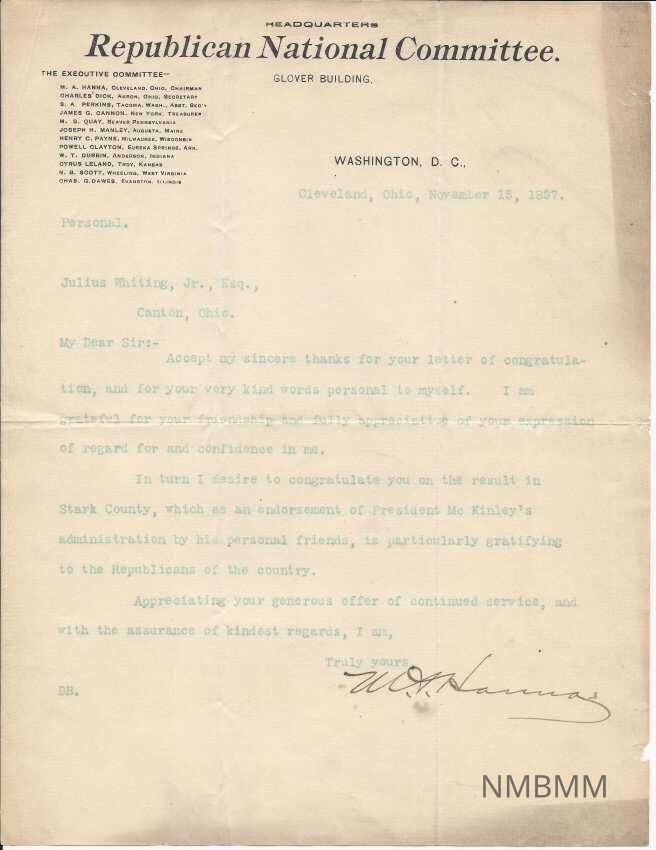 HEADQUARTERS
Republican National Committee.
GLOVER BUILDING,
THE EXECUTIVE COMMITTEE—
M. A. HANNA, CLEVELAND, OHIO, CHAIRMAN
CHARLES DICK, AKRON, OHIO, SECRETARY
S. A. PERKINS, TACOMA, WASH., ASST. SEC'Y
JAMES G. CANNON, NEW YORK, TREASURER
M. S. QUAY, BEAVER PENNSYLVANIA
JOSEPH H. MANLEY, AUGUSTA, MAINE
HENRY C. PAYNE, MILWAUKEE, WISCONSIN
POWELL CLAYTON, EUREKA SPRINGS, ARK.
W. T. DURBIN, ANDERSON, INDIANA
CYRUS LELAND, TROY, KANSAS
N. B. SCOTT, WHEELING, WEST VIRGINIA
CHAS. G. DAWES, EVANSTON, ILLINOIS
WASHINGTON, D. C.,
Cleveland, Ohio, November 15, 1897.
Personal.
Julius Whiting, Jr., Esq.,
Canton, Ohio.
My Dear Sir:-
Accept my sincere thanks for your letter of congratula-
tion, and for your very kind words personal to myself. I am
grateful for your friendship and fully appreciative of your expression
of regard for and confidence in me.
In turn I desire to congratulate you on the result in
Stark County, which as an endorsement of President Mc Kinley's
administration by his personal friends, is particularly gratifying
to the Republicans of the country.
Appreciating your generous offer of continued service, and
with the assurance of kindest regards, I am,
Truly yours,
M. A. Hanna
DH.
NMBMM